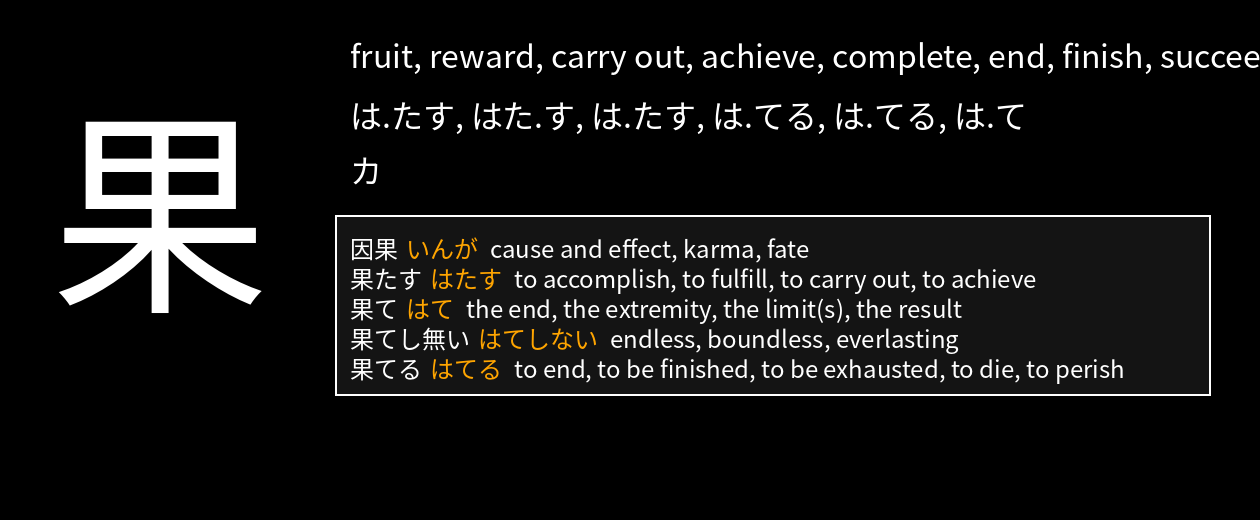 果
fruit, reward, carry out, achieve, complete, end, finish, succee
は.たす, はた.す, は.たす, は.てる, は.てる, は.て
カ
因果 いんが cause and effect, karma, fate
果たす はたす to accomplish, to fulfill, to carry out, to achieve
果て はて the end, the extremity, the limit(s), the result
果てし無い はてしない endless, boundless, everlasting
果てる はてる to end, to be finished, to be exhausted, to die, to perish